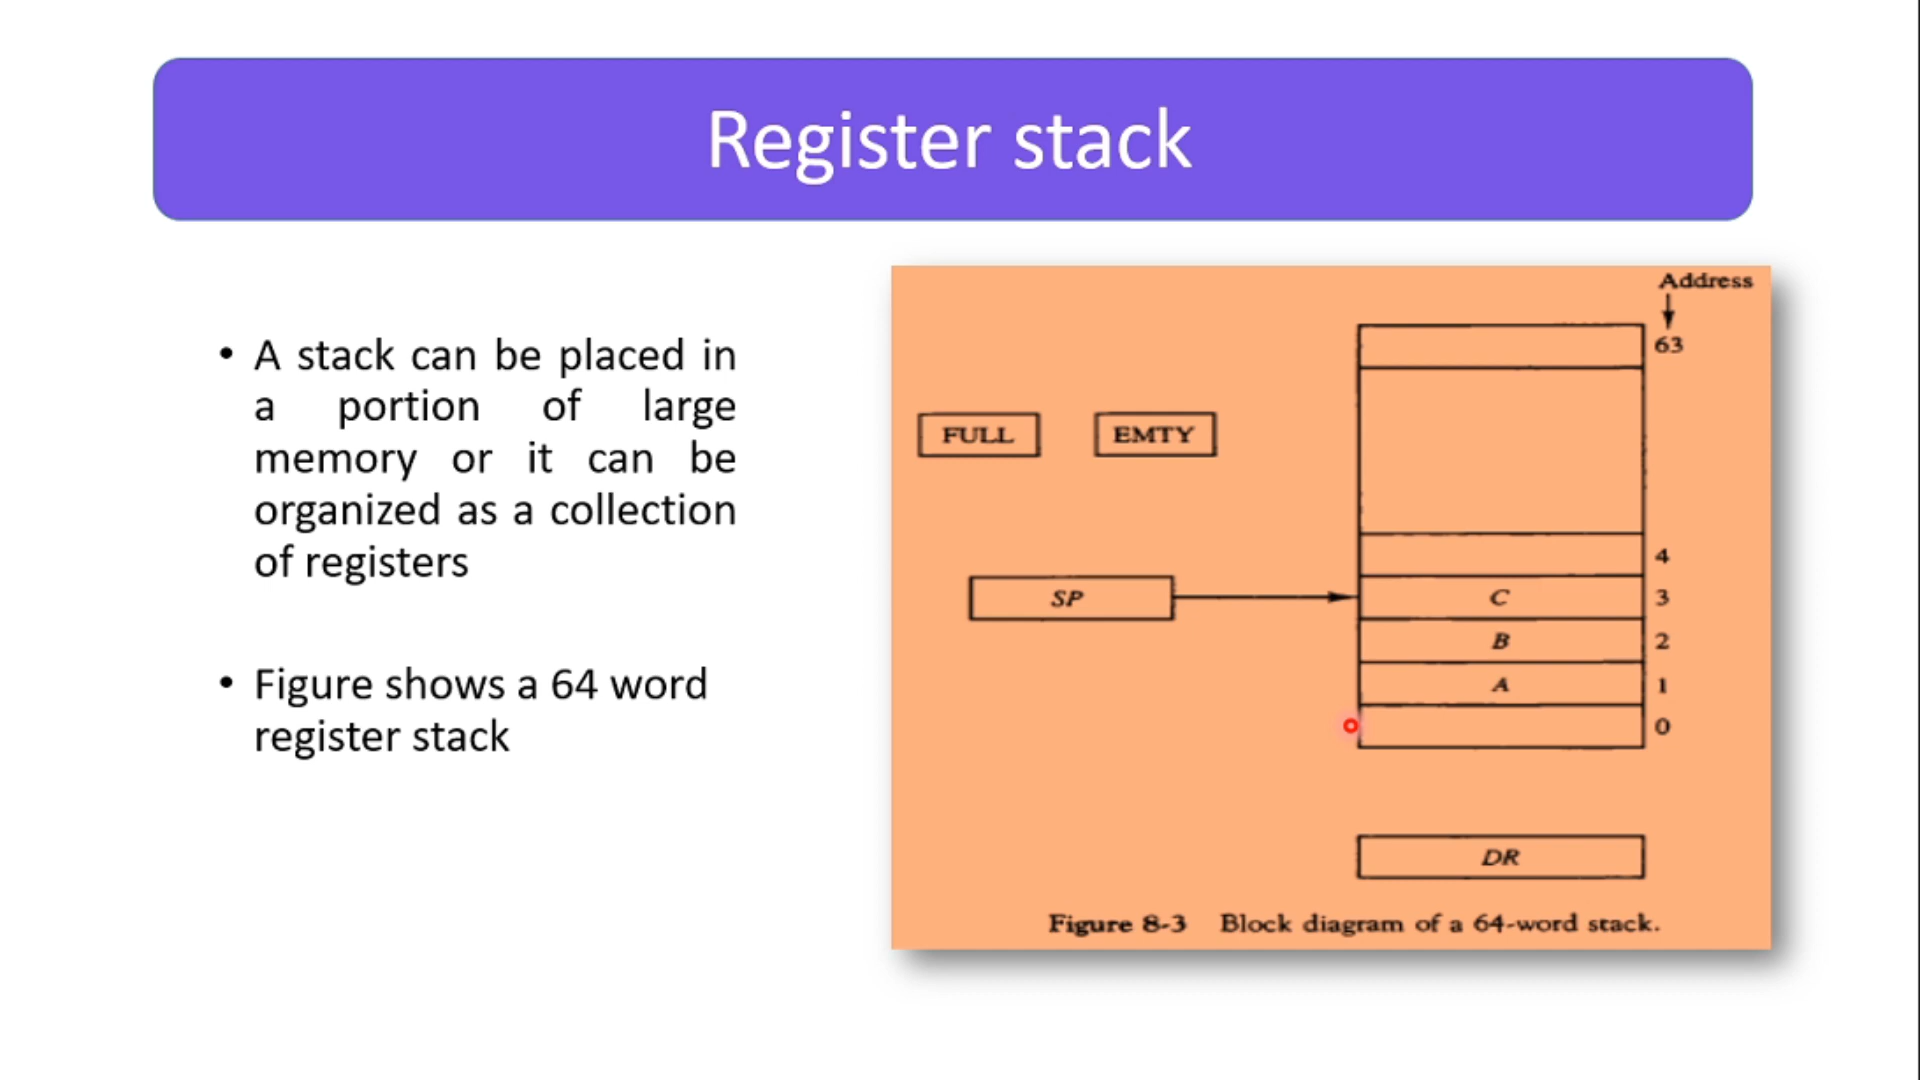 Register stack
• A stack can be placed in
a portion of large
memory or it can be
organized as a collection
of registers
• Figure shows a 64 word
register stack
Address
63
FULL EMTY
4
SP C 3
B 2
A 1
0
DR
Figure 8-3 Block diagram of a 64-word stack.